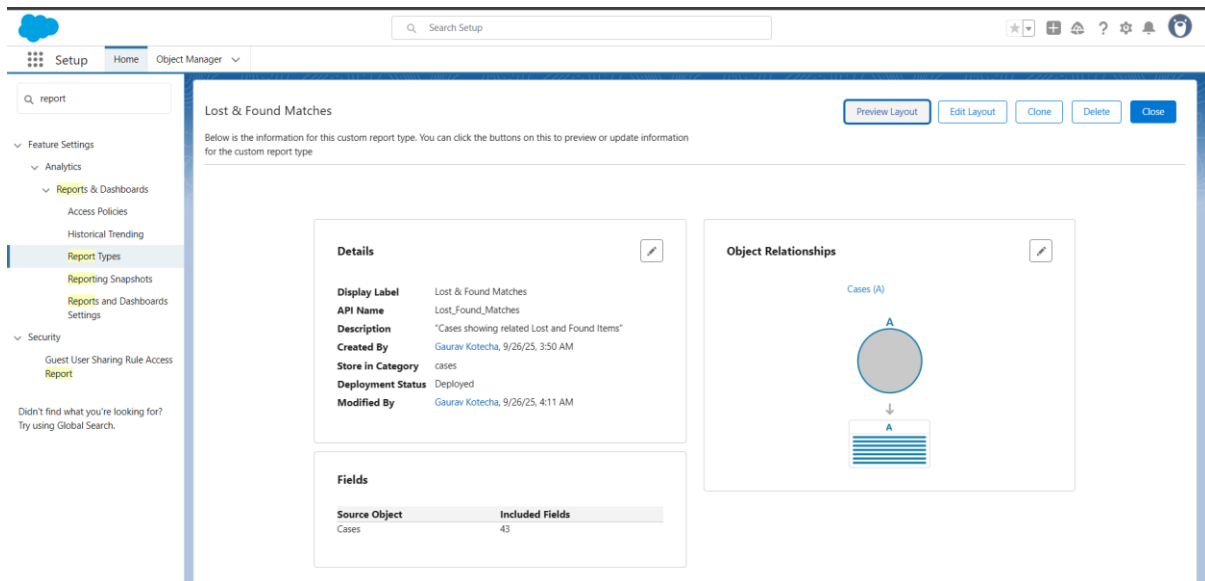 Search Setup
Setup
Home
Object Manager
report
Feature Settings
Analytics
Reports & Dashboards
Access Policies
Historical Trending
Report Types
Reporting Snapshots
Reports and Dashboards
Settings
Security
Guest User Sharing Rule Access
Report
Didn't find what you're looking for?
Try using Global Search.
Lost & Found Matches
Preview Layout
Edit Layout
Clone
Delete
Close
Below is the information for this custom report type. You can click the buttons on this to preview or update information
for the custom report type
Details
Display Label Lost & Found Matches
API Name Lost_Found_Matches
Description "Cases showing related Lost and Found Items"
Created By Gaurav Kotecha, 9/26/25, 3:50 AM
Store in Category cases
Deployment Status Deployed
Modified By Gaurav Kotecha, 9/26/25, 4:11 AM
Fields
Source Object Included Fields
Cases 43
Object Relationships
Cases (A)
A
A